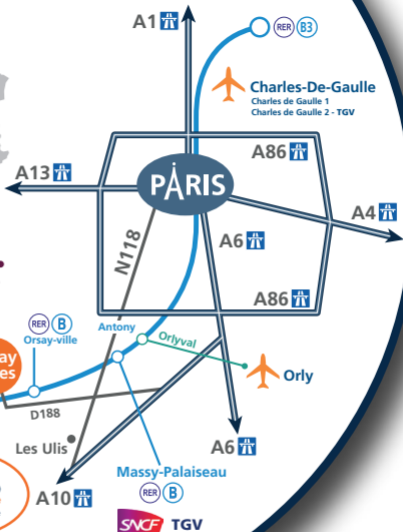 A1
RER B3
Charles-De-Gaulle
Charles de Gaulle 1
Charles de Gaulle 2 - TGV
A86
A13
PARIS
A4
N118
A6
A86
RER B
Orsay-ville
Antony
Orlyval
Orly
D188
Les Ulis
A6
Massy-Palaiseau
RER B
A10
SNCF TGV